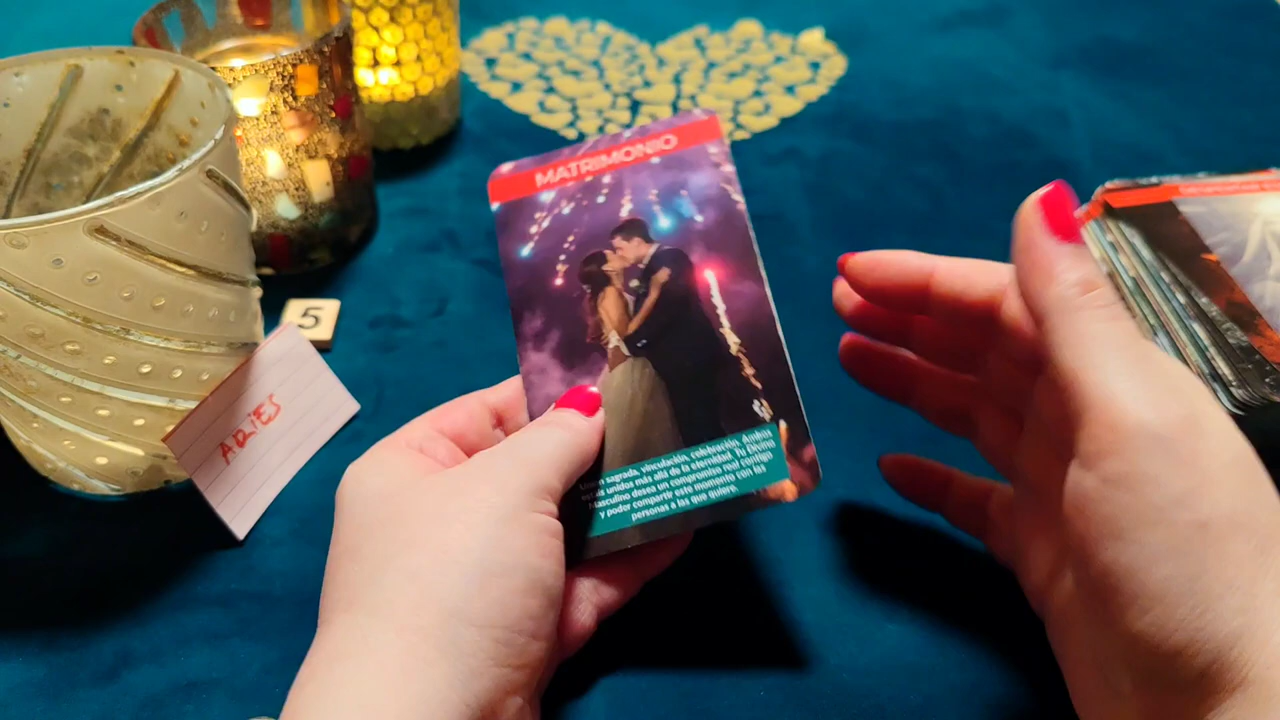 MATRIMONIO
5
ARIES
Unión sagrada, vinculación, celebración. Ambos
estáis unidos más allá de la eternidad. Tu Divino
Masculino desea un compromiso real contigo
y poder compartir este momento con las
personas a las que quiere.